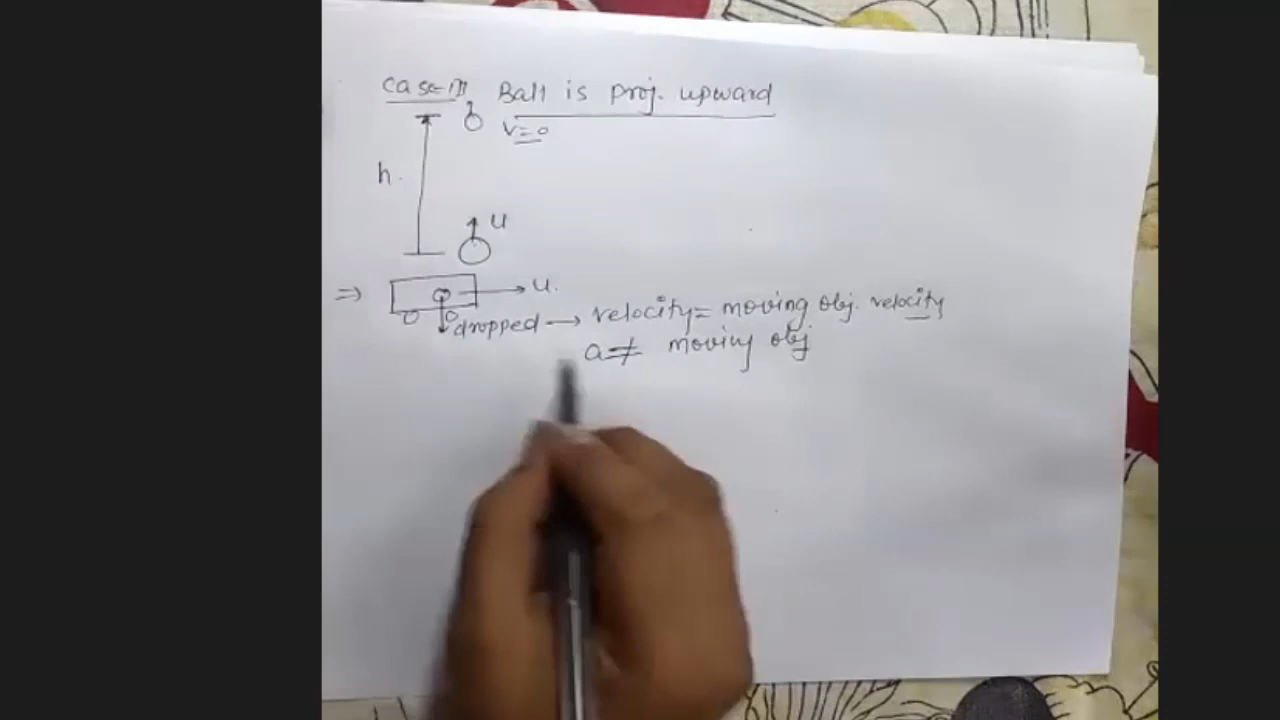 Case-III Ball is proj. upward
V=0
h.
u
⇒ u.
dropped → velocity = moving obj. velocity
a ≠ moving obj